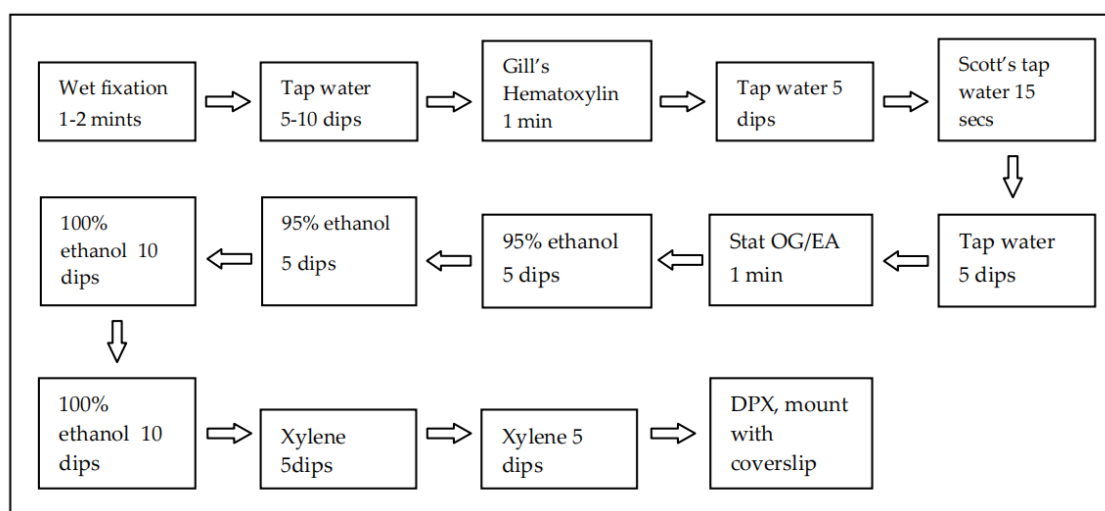 Wet fixation
1-2 mints
Tap water
5-10 dips
Gill's
Hematoxylin
1 min
Tap water 5
dips
Scott's tap
water 15
secs
Tap water
5 dips
Stat OG/EA
1 min
95% ethanol
5 dips
95% ethanol
5 dips
100%
ethanol 10
dips
100%
ethanol 10
dips
Xylene
5dips
Xylene 5
dips
DPX, mount
with
coverslip